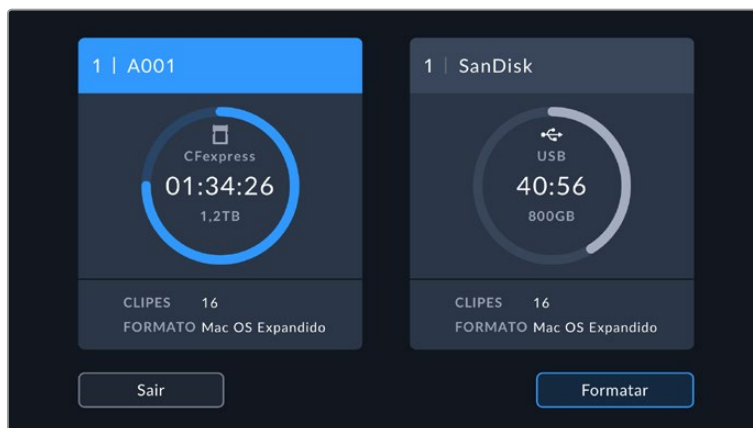 1 | A001
CFexpress
01:34:26
1,2TB
CLIPES 16
FORMATO Mac OS Expandido
1 | SanDisk
USB
40:56
800GB
CLIPES 16
FORMATO Mac OS Expandido
Sair
Formatar